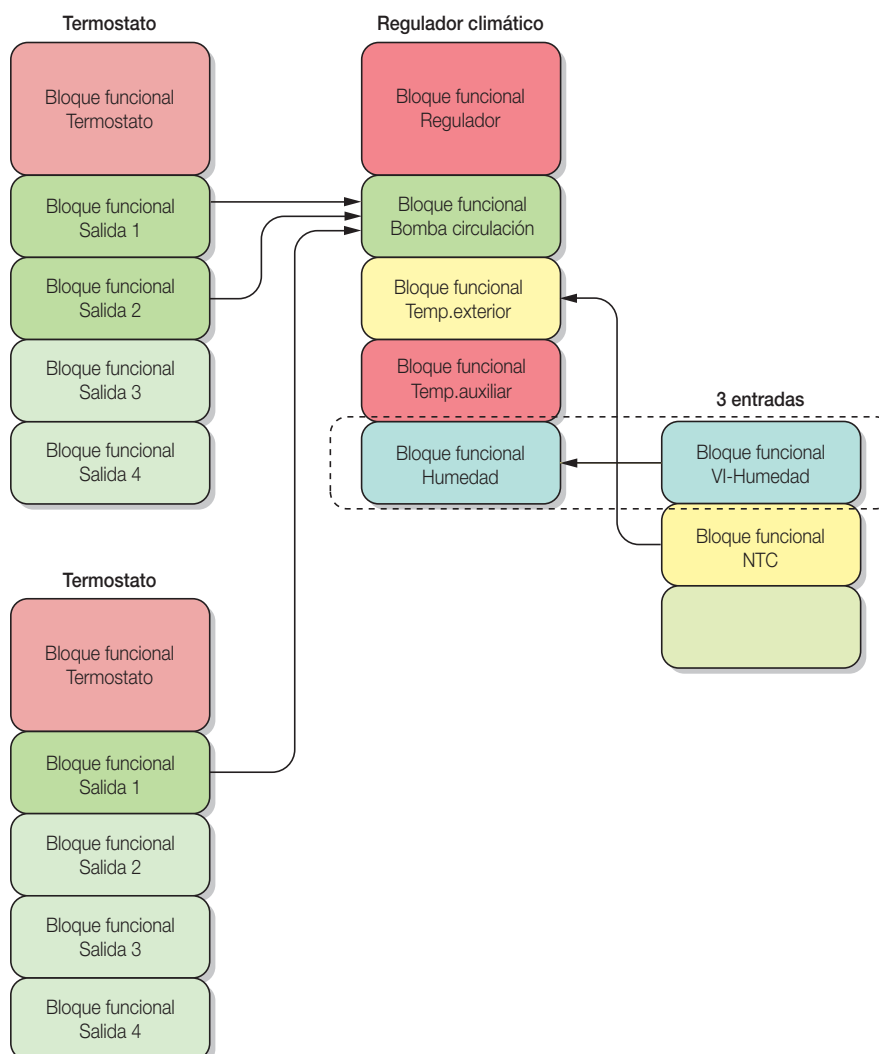 Termostato
Bloque funcional
Termostato
Bloque funcional
Salida 1
Bloque funcional
Salida 2
Bloque funcional
Salida 3
Bloque funcional
Salida 4
Regulador climático
Bloque funcional
Regulador
Bloque funcional
Bomba circulación
Bloque funcional
Temp.exterior
Bloque funcional
Temp.auxiliar
Bloque funcional
Humedad
3 entradas
Bloque funcional
VI-Humedad
Bloque funcional
NTC
Termostato
Bloque funcional
Termostato
Bloque funcional
Salida 1
Bloque funcional
Salida 2
Bloque funcional
Salida 3
Bloque funcional
Salida 4